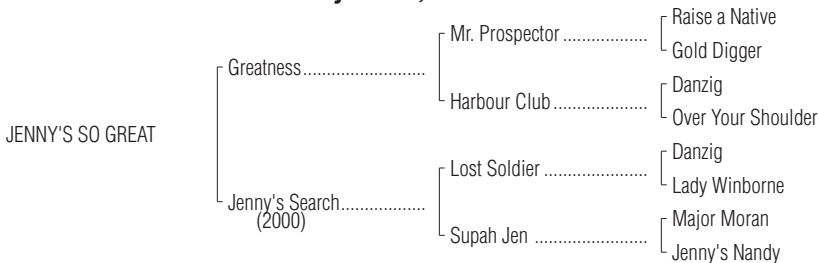 Mr. Prospector ...................
Raise a Native
Gold Digger
Greatness..........................
Harbour Club ....................
Danzig
Over Your Shoulder
JENNY'S SO GREAT
Lost Soldier ......................
Danzig
Lady Winborne
Jenny's Search..................
(2000)
Supah Jen ........................
Major Moran
Jenny's Nandy